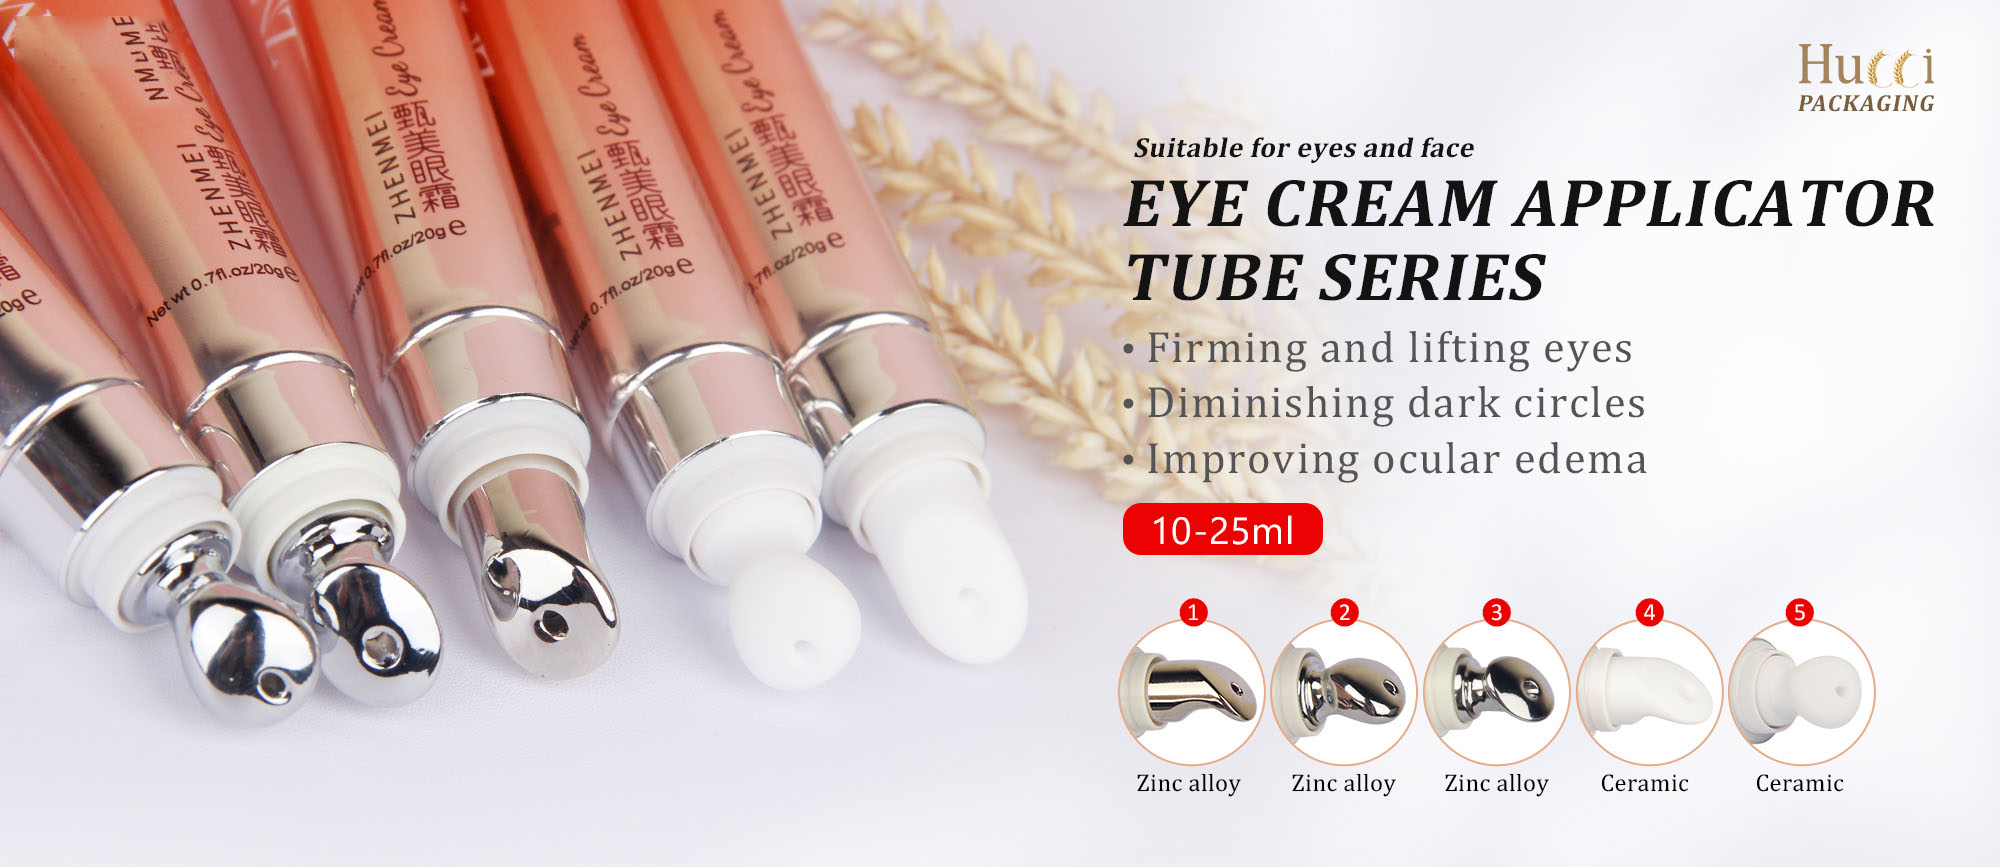 NMUME
ZHENMEI
甄美眼霜
Eye Cream
Net wt 0.7fl.oz/20g e
ZHENMEI
甄美眼霜
Eye Cream
0.7fl.oz/20g e
ZHENMEI
甄美眼霜
Eye Cream
0.7fl.oz/20g e
ZHENMEI
甄美眼霜
Eye Cream
fl.oz/20g e
霜
0g e
Hucci
PACKAGING
Suitable for eyes and face
EYE CREAM APPLICATOR
TUBE SERIES
• Firming and lifting eyes
• Diminishing dark circles
• Improving ocular edema
10-25ml
1 2 3 4 5
Zinc alloy Zinc alloy Zinc alloy Ceramic Ceramic